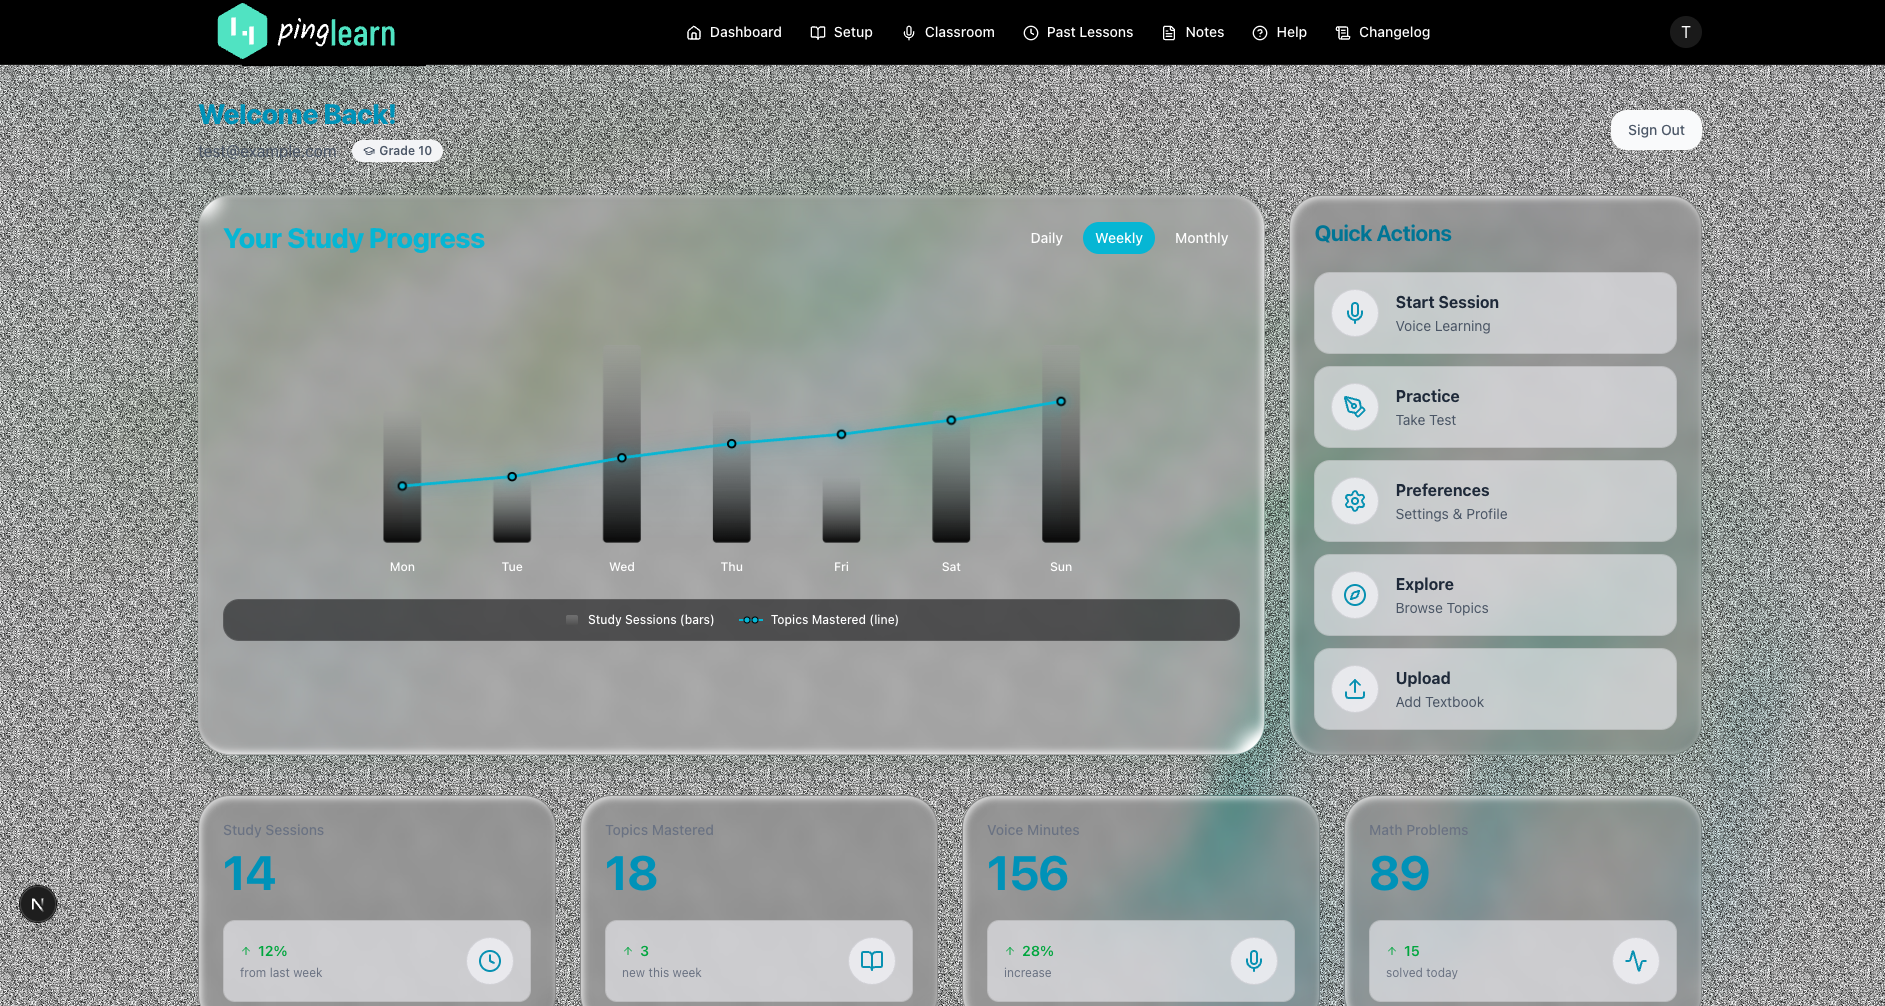 pinglearn
Dashboard
Setup
Classroom
Past Lessons
Notes
Help
Changelog
T
Welcome Back!
test@example.com
Grade 10
Sign Out
Your Study Progress
Daily
Weekly
Monthly
Mon
Tue
Wed
Thu
Fri
Sat
Sun
Study Sessions (bars)
Topics Mastered (line)
Quick Actions
Start Session
Voice Learning
Practice
Take Test
Preferences
Settings & Profile
Explore
Browse Topics
Upload
Add Textbook
Study Sessions
14
↑ 12%
from last week
Topics Mastered
18
↑ 3
new this week
Voice Minutes
156
↑ 28%
increase
Math Problems
89
↑ 15
solved today
N